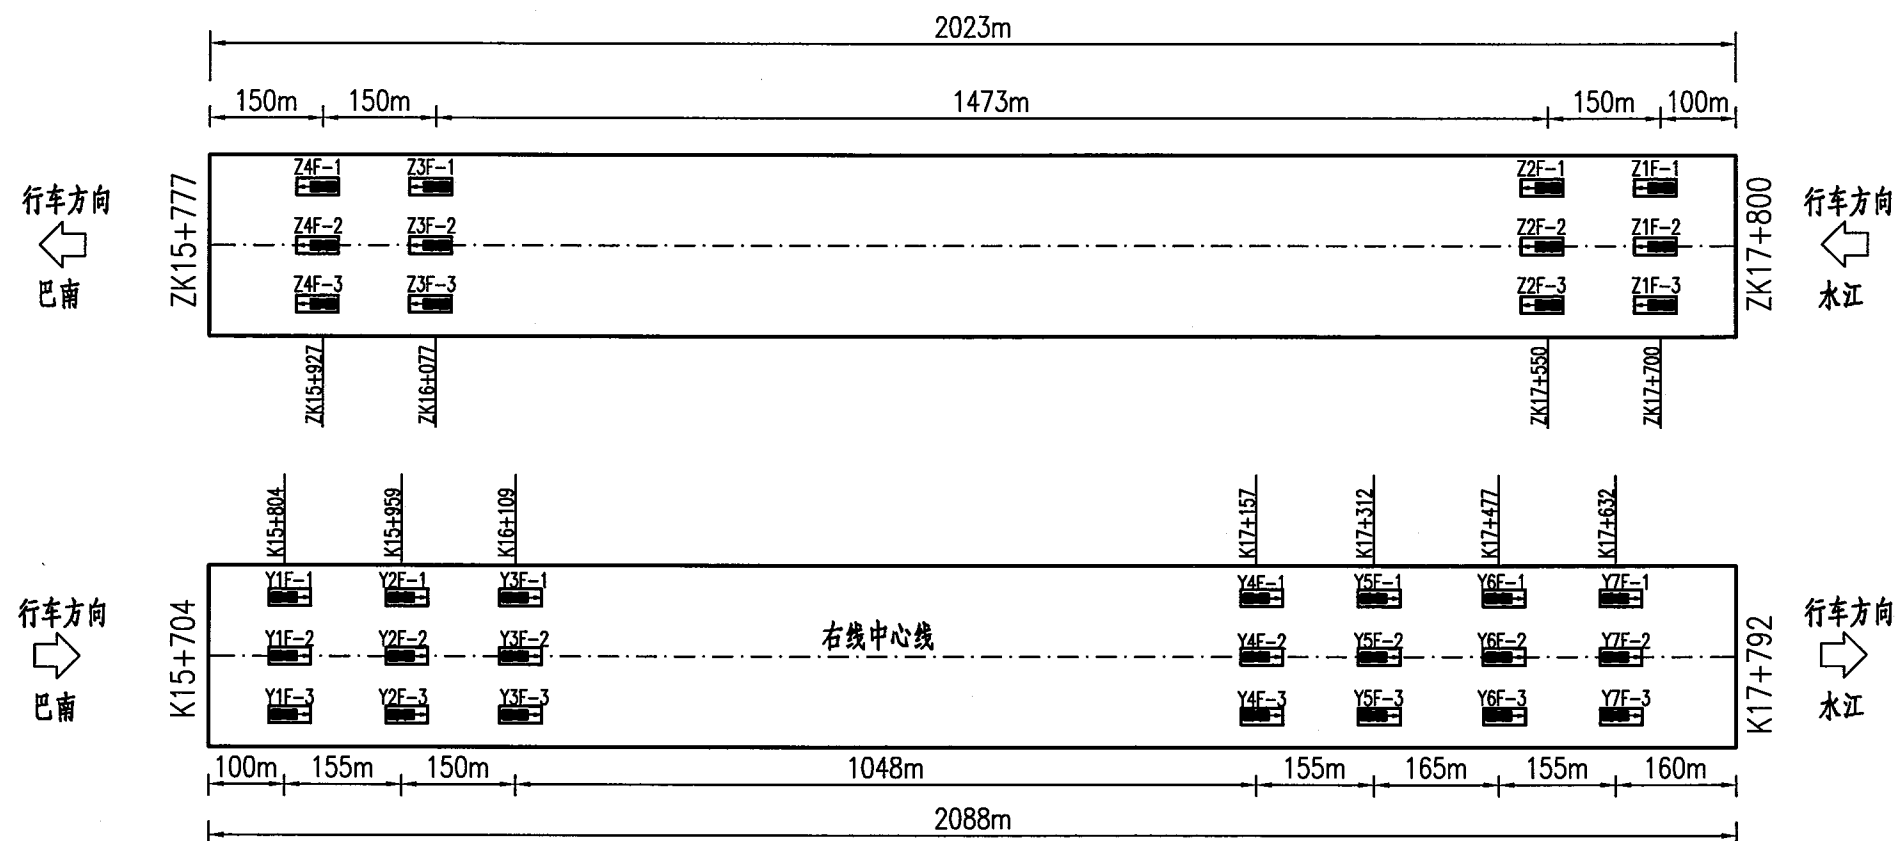 2023m
150m 150m 1473m 150m 100m
Z4F-1 Z3F-1 Z2F-1 Z1F-1
行车方向 ZK15+777 ZK17+800 行车方向
Z4F-2 Z3F-2 Z2F-2 Z1F-2
巴南 水江
Z4F-3 Z3F-3 Z2F-3 Z1F-3
ZK15+927 ZK16+077 ZK17+550 ZK17+700
K15+804 K15+959 K16+109 K17+157 K17+312 K17+477 K17+632
Y1F-1 Y2F-1 Y3F-1 Y4F-1 Y5F-1 Y6F-1 Y7F-1
行车方向 K15+704 K17+792 行车方向
Y1F-2 Y2F-2 Y3F-2 右线中心线 Y4F-2 Y5F-2 Y6F-2 Y7F-2
巴南 水江
Y1F-3 Y2F-3 Y3F-3 Y4F-3 Y5F-3 Y6F-3 Y7F-3
100m 155m 150m 1048m 155m 165m 155m 160m
2088m